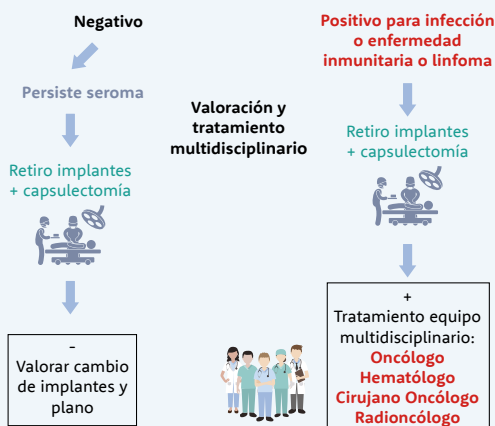 Negativo
Persiste seroma
Retiro implantes
+ capsulectomía
-
Valorar cambio
de implantes y
plano
Valoración y
tratamiento
multidisciplinario
Positivo para infección
o enfermedad
inmunitaria o linfoma
Retiro implantes
+ capsulectomía
+
Tratamiento equipo
multidisciplinario:
Oncólogo
Hematólogo
Cirujano Oncólogo
Radioncólogo